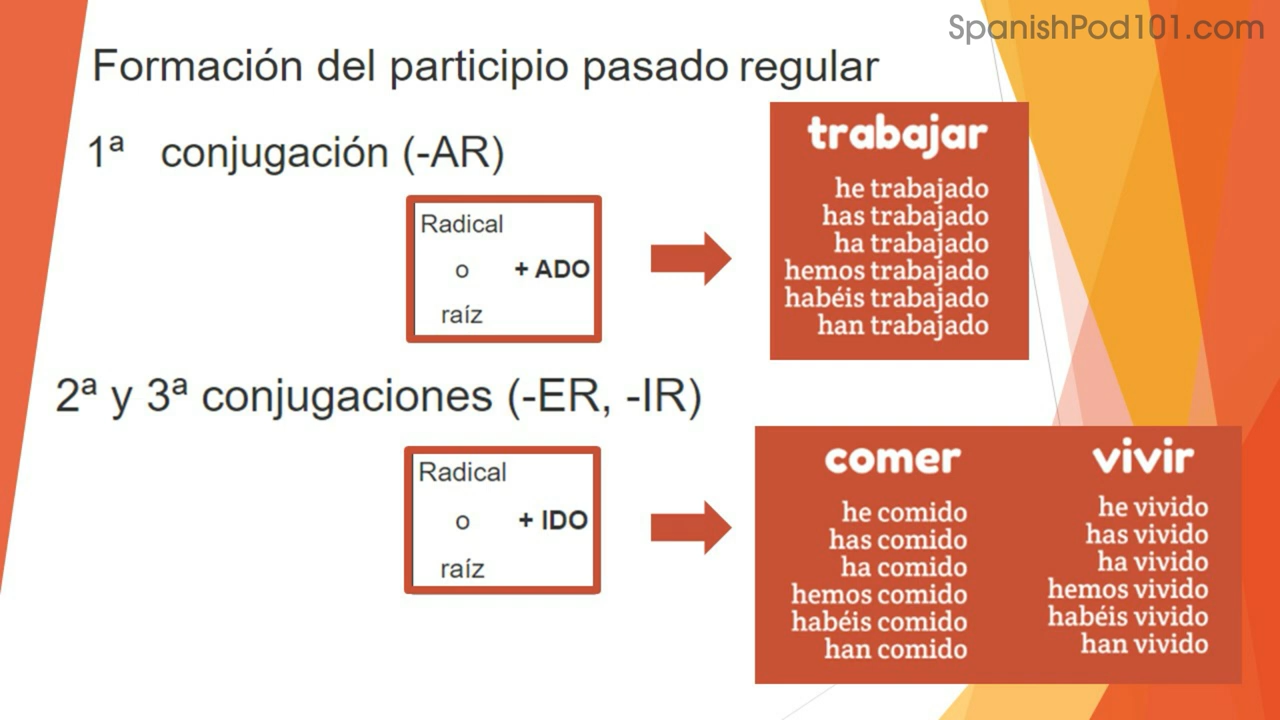 SpanishPod101.com
Formación del participio pasado regular
1ª conjugación (-AR)
Radical
o + ADO
raíz
trabajar
he trabajado
has trabajado
ha trabajado
hemos trabajado
habéis trabajado
han trabajado
2ª y 3ª conjugaciones (-ER, -IR)
Radical
o + IDO
raíz
comer
he comido
has comido
ha comido
hemos comido
habéis comido
han comido
vivir
he vivido
has vivido
ha vivido
hemos vivido
habéis vivido
han vivido